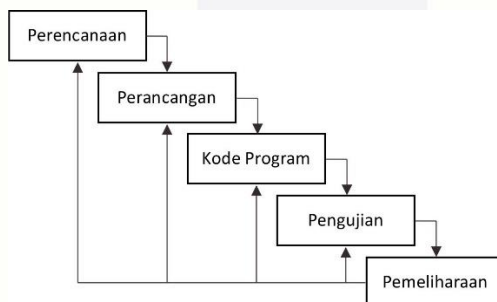 Perencanaan
Perancangan
Kode Program
Pengujian
Pemeliharaan